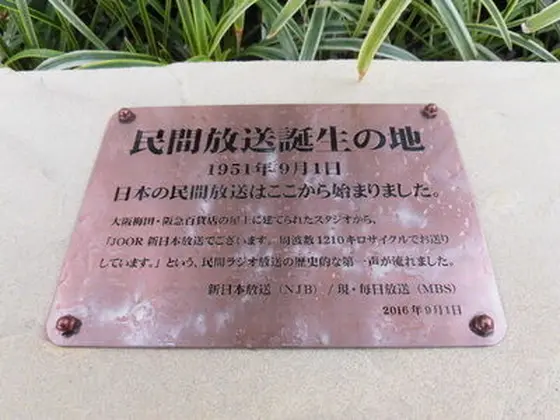 民間放送誕生の地
1951年9月1日
日本の民間放送はここから始まりました。
大阪梅田・阪急百貨店の屋上に建てられたスタジオから、
「JOOR 新日本放送でございます。周波数1210キロサイクルでお送り
しています。」という、民間ラジオ放送の歴史的な第一声が流れました。
新日本放送（NJB）/ 現・毎日放送（MBS）
2016年9月1日